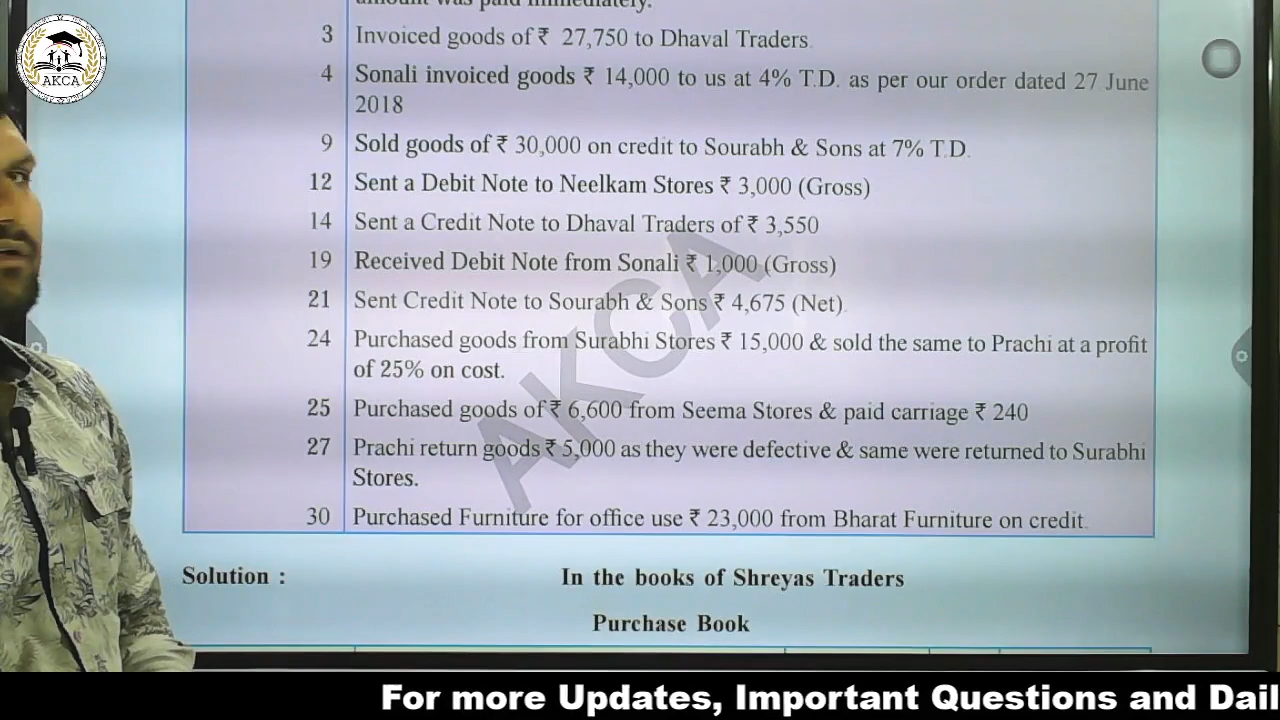 amount was paid immediately.
3 Invoiced goods of ₹ 27,750 to Dhaval Traders.
4 Sonali invoiced goods ₹ 14,000 to us at 4% T.D. as per our order dated 27 June
2018
9 Sold goods of ₹ 30,000 on credit to Sourabh & Sons at 7% T.D.
12 Sent a Debit Note to Neelkam Stores ₹ 3,000 (Gross)
14 Sent a Credit Note to Dhaval Traders of ₹ 3,550
19 Received Debit Note from Sonali ₹ 1,000 (Gross)
21 Sent Credit Note to Sourabh & Sons ₹ 4,675 (Net).
24 Purchased goods from Surabhi Stores ₹ 15,000 & sold the same to Prachi at a profit
of 25% on cost.
25 Purchased goods of ₹ 6,600 from Seema Stores & paid carriage ₹ 240
27 Prachi return goods ₹ 5,000 as they were defective & same were returned to Surabhi
Stores.
30 Purchased Furniture for office use ₹ 23,000 from Bharat Furniture on credit.
AKCA
AKCA
Solution : In the books of Shreyas Traders
Purchase Book
For more Updates, Important Questions and Dail